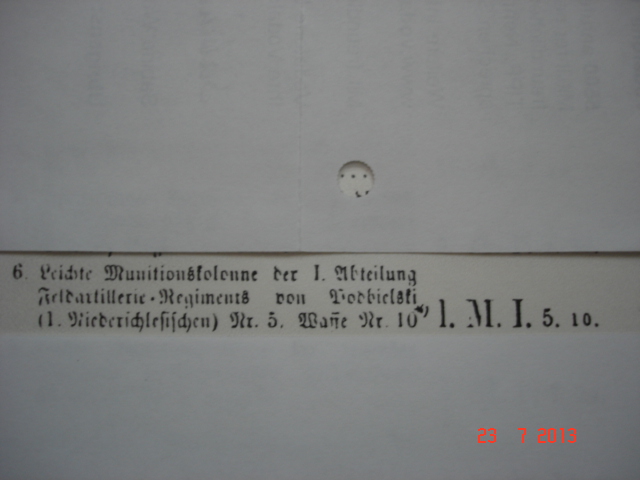 6. Leichte Munitionskolonne der I. Abteilung
Feldartillerie-Regiments von Podbielski
(1. Niederschlesischen) Nr. 5. Waffe Nr. 10*) l. M. I. 5. 10.
23 7 2013